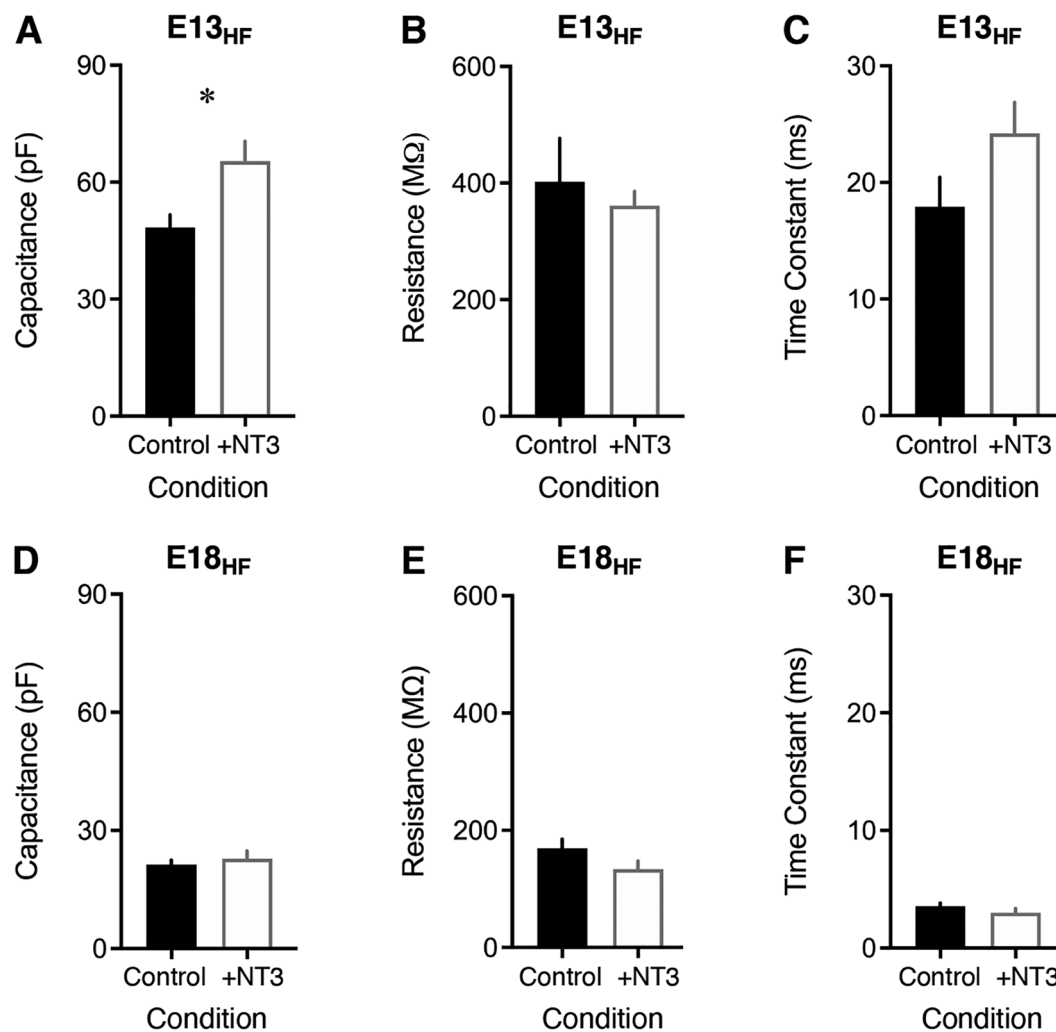 A E13HF
Capacitance (pF)
90
60
30
0
*
Control +NT3
Condition
B E13HF
Resistance (MΩ)
600
400
200
0
Control +NT3
Condition
C E13HF
Time Constant (ms)
30
20
10
0
Control +NT3
Condition
D E18HF
Capacitance (pF)
90
60
30
0
Control +NT3
Condition
E E18HF
Resistance (MΩ)
600
400
200
0
Control +NT3
Condition
F E18HF
Time Constant (ms)
30
20
10
0
Control +NT3
Condition